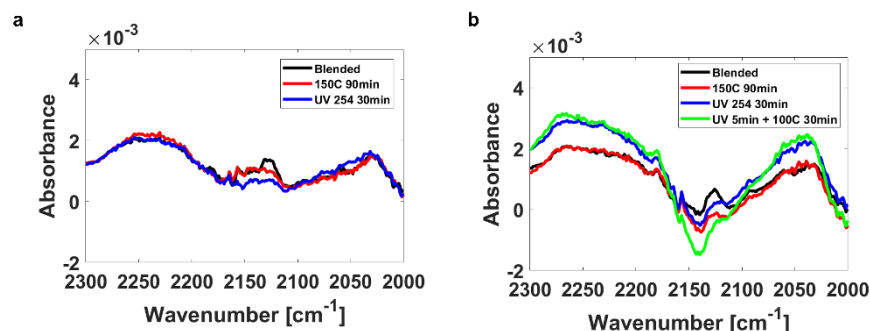 a
×10⁻³
4
2
0
-2
Absorbance
2300 2250 2200 2150 2100 2050 2000
Wavenumber [cm⁻¹]
Blended
150C 90min
UV 254 30min
b
×10⁻³
4
2
0
-2
Absorbance
2300 2250 2200 2150 2100 2050 2000
Wavenumber [cm⁻¹]
Blended
150C 90min
UV 254 30min
UV 5min + 100C 30min